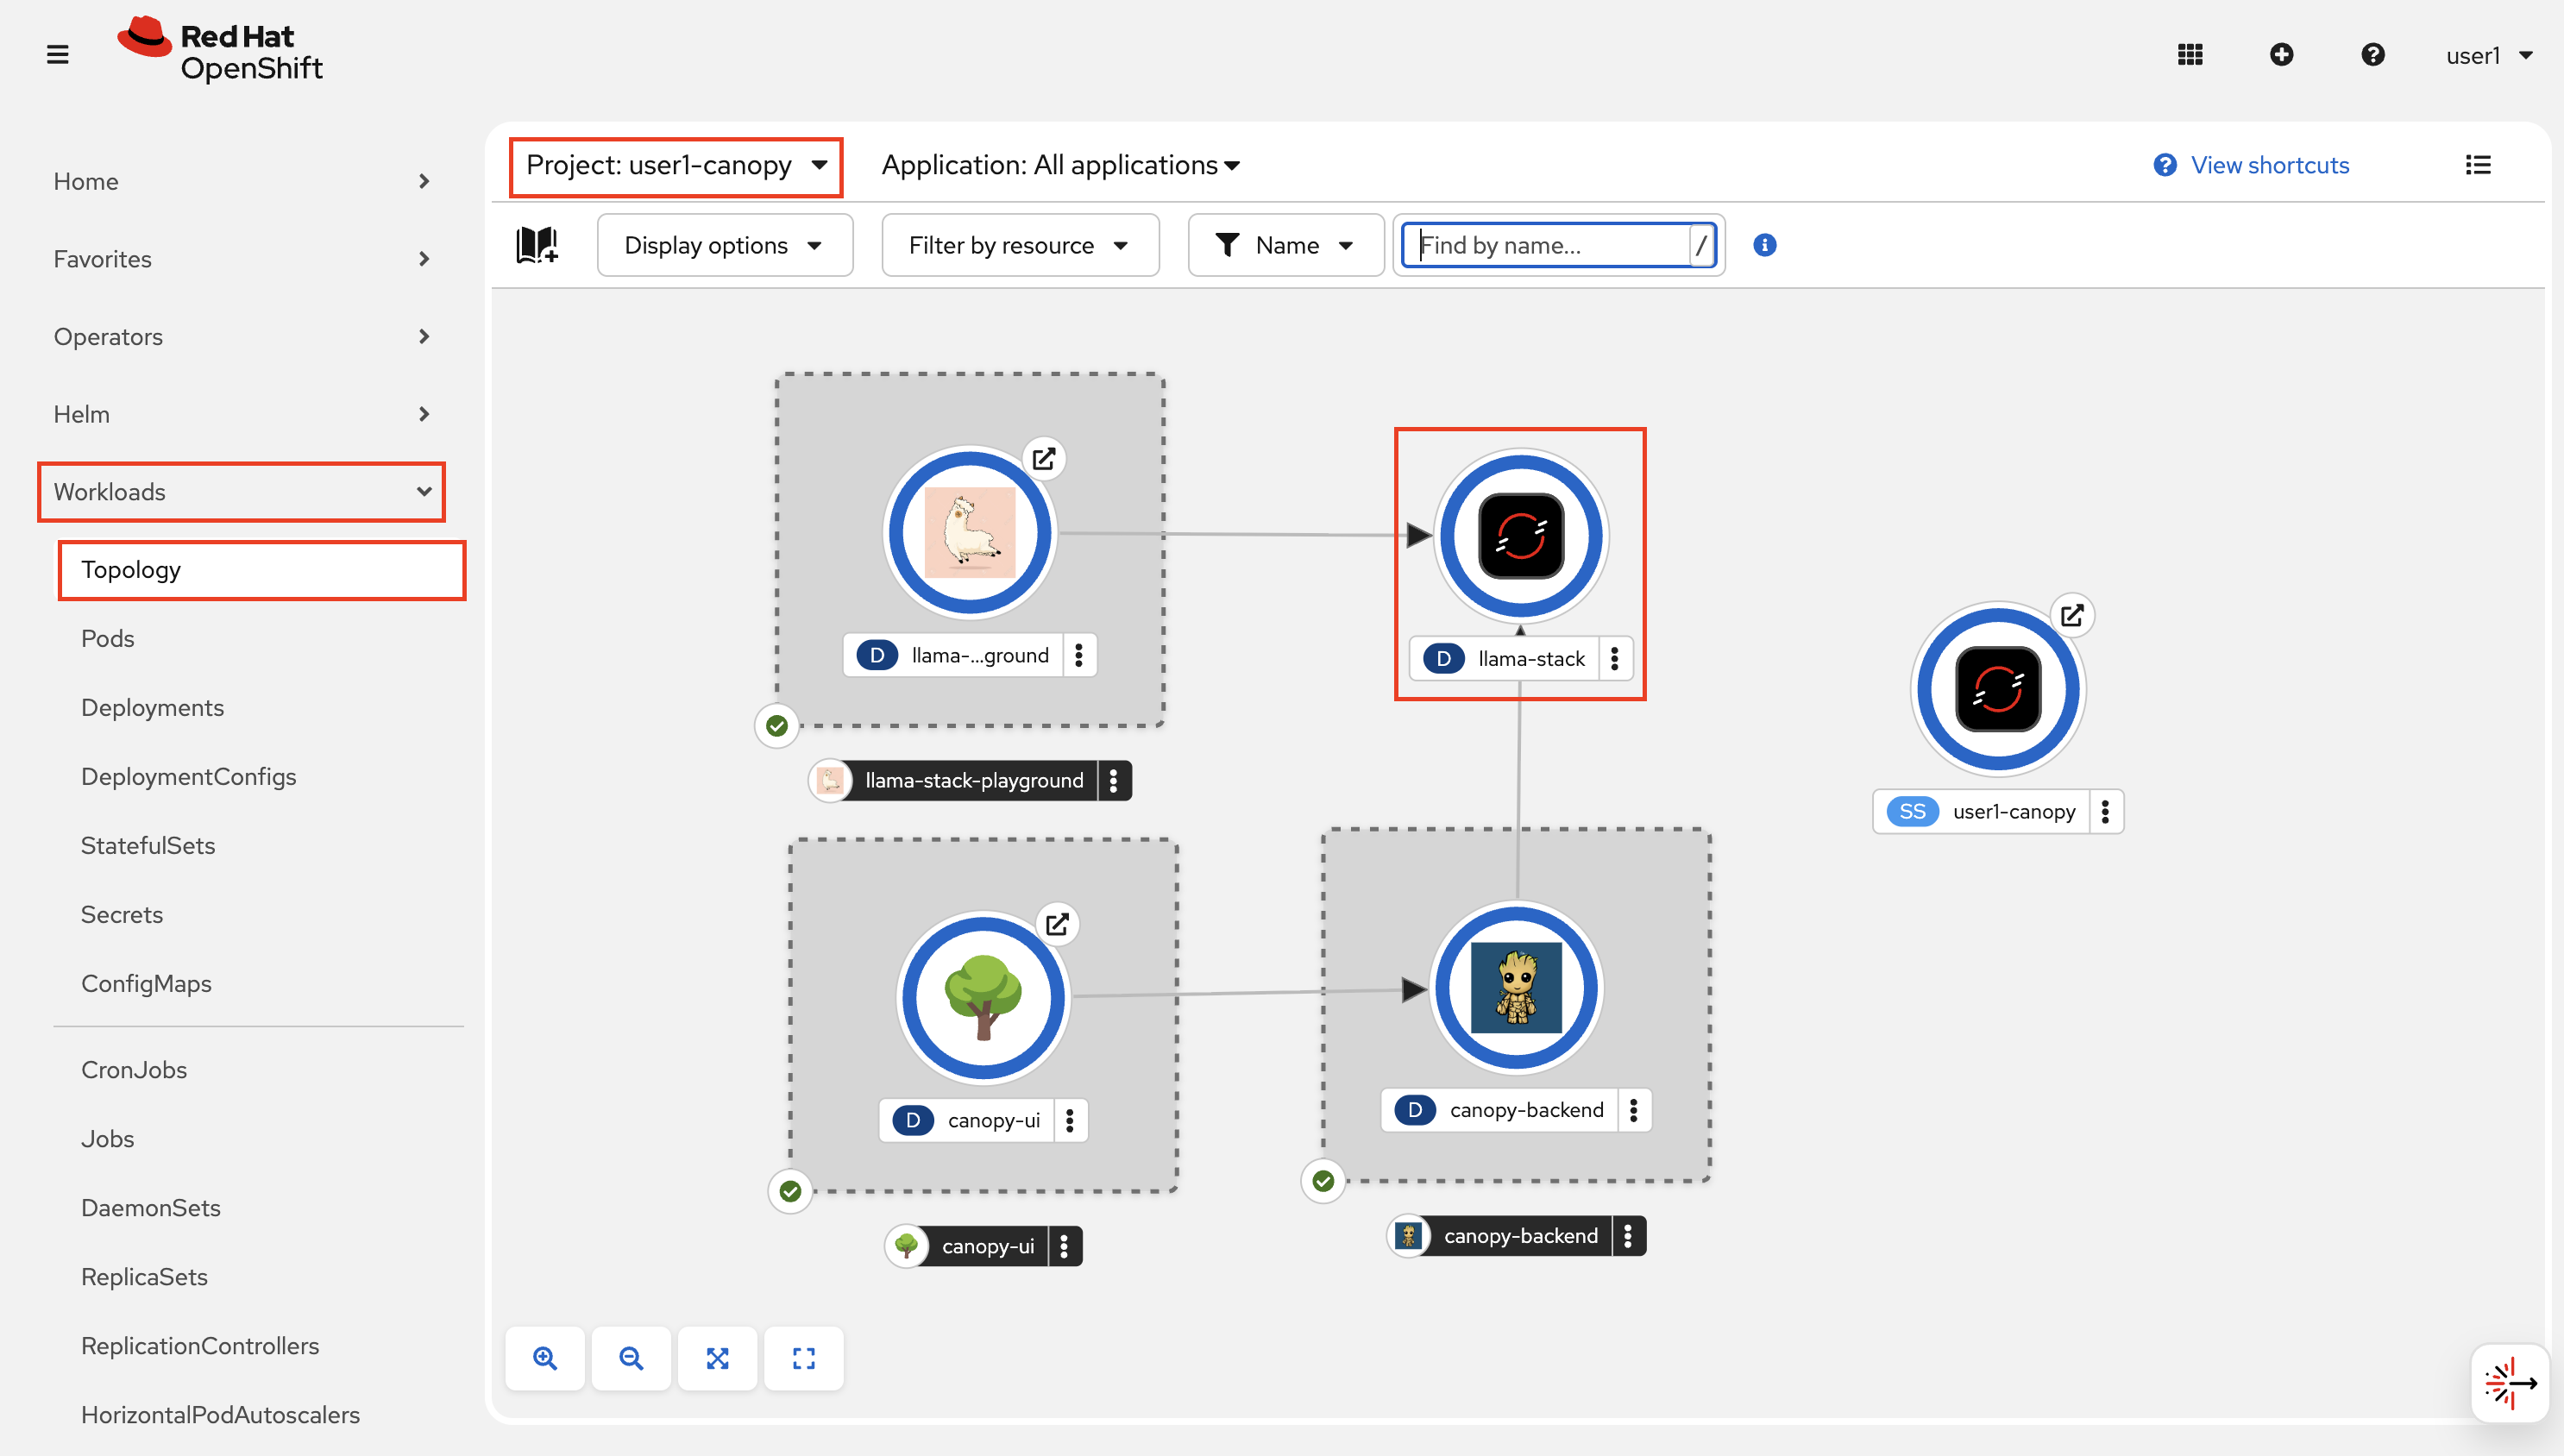 Red Hat
OpenShift
user1
Home
Favorites
Operators
Helm
Workloads
Topology
Pods
Deployments
DeploymentConfigs
StatefulSets
Secrets
ConfigMaps
CronJobs
Jobs
DaemonSets
ReplicaSets
ReplicationControllers
HorizontalPodAutoscalers
Project: user1-canopy
Application: All applications
View shortcuts
Display options
Filter by resource
Name
Find by name...
/
D llama-...ground
llama-stack-playground
D llama-stack
SS user1-canopy
D canopy-ui
canopy-ui
D canopy-backend
canopy-backend